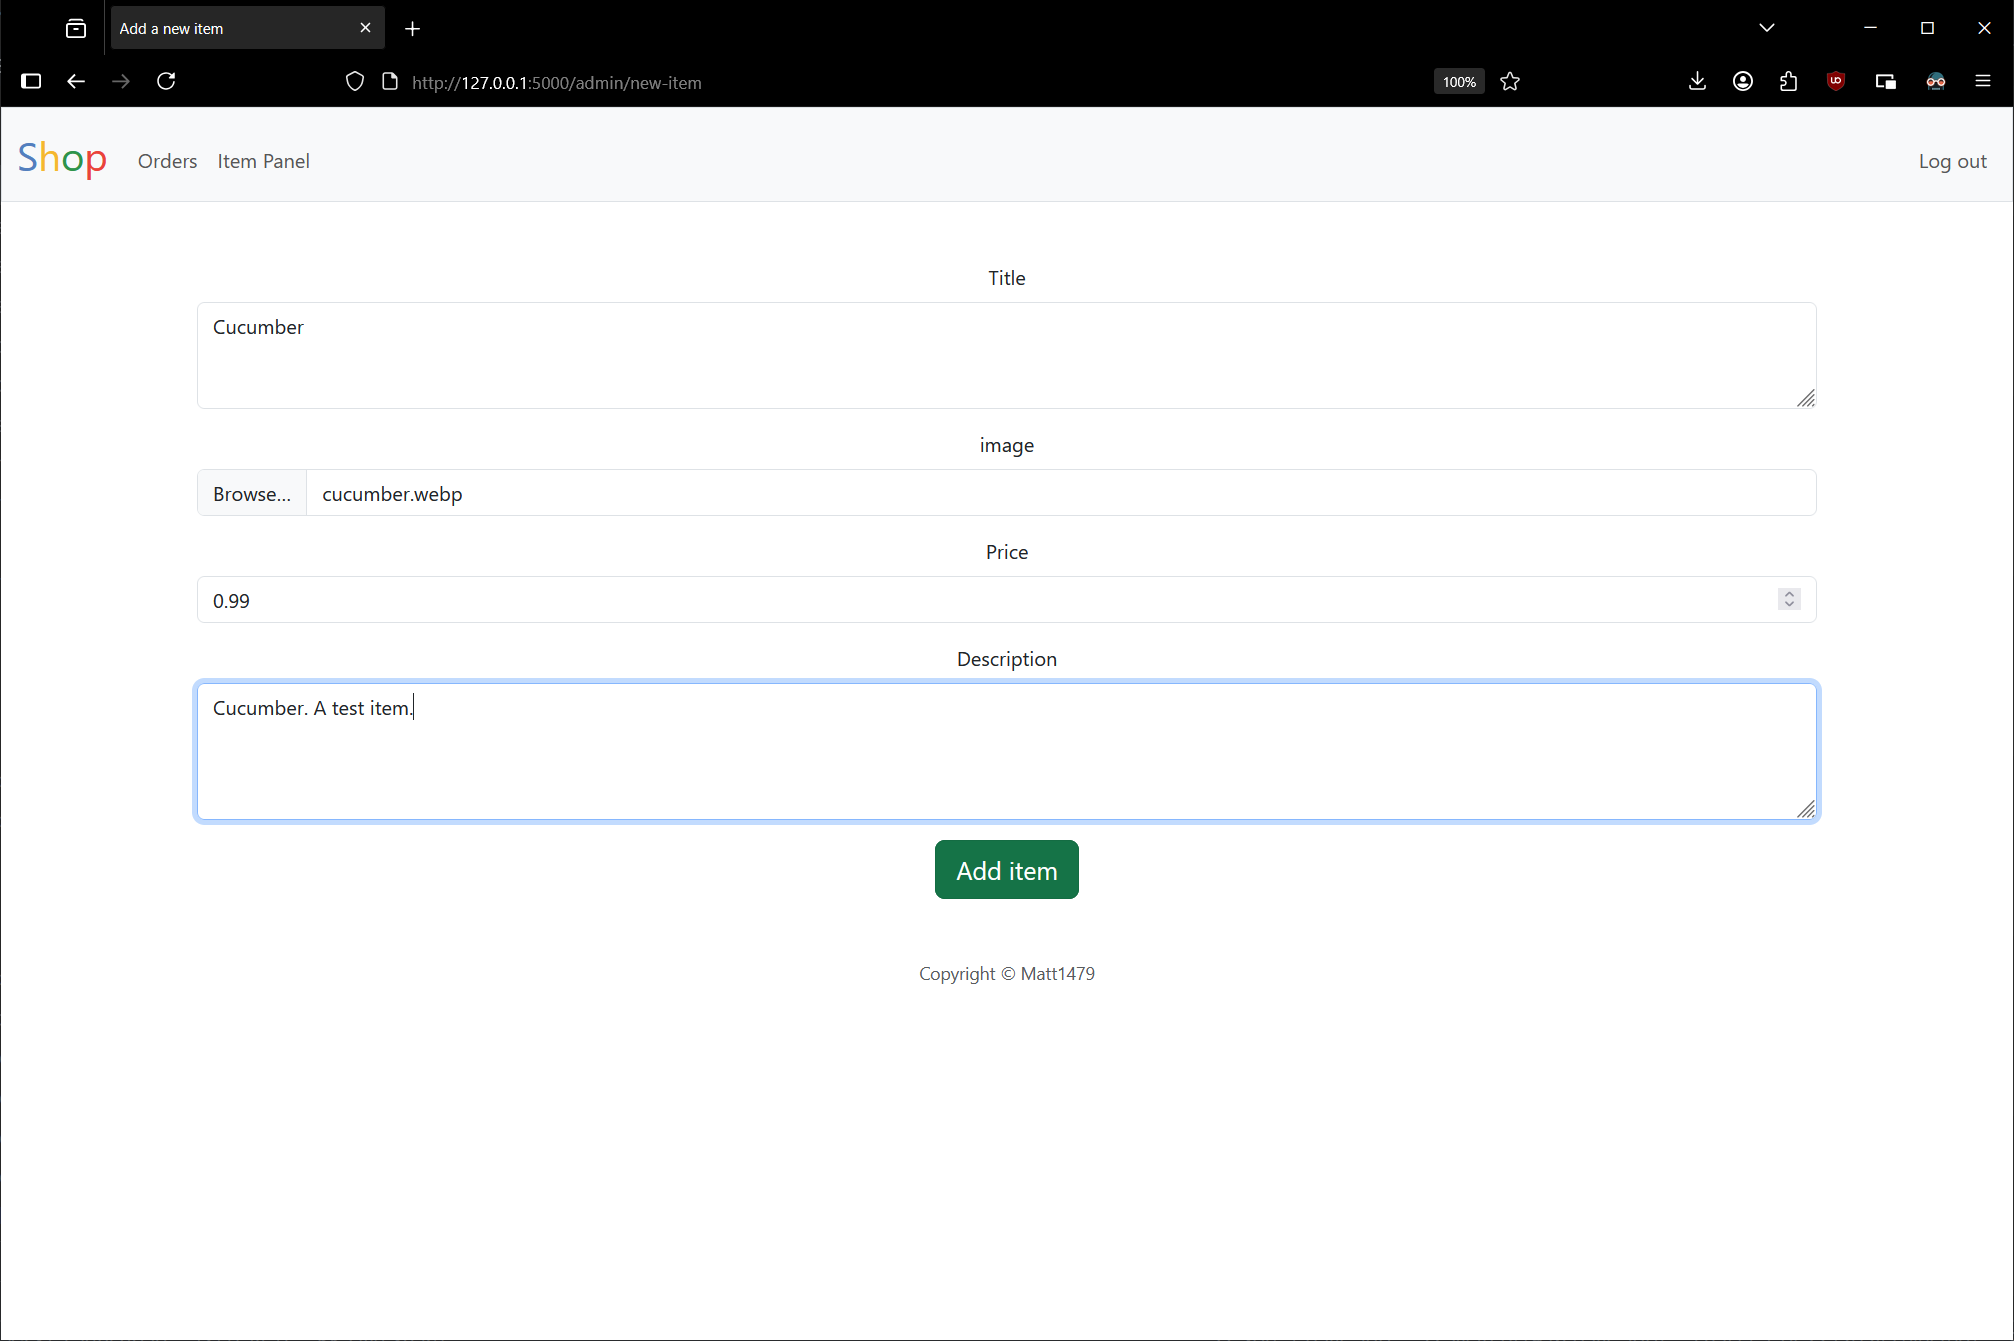 Add a new item
http://127.0.0.1:5000/admin/new-item
100%
Shop Orders Item Panel Log out
Title
Cucumber
image
Browse... cucumber.webp
Price
0.99
Description
Cucumber. A test item.
Add item
Copyright © Matt1479